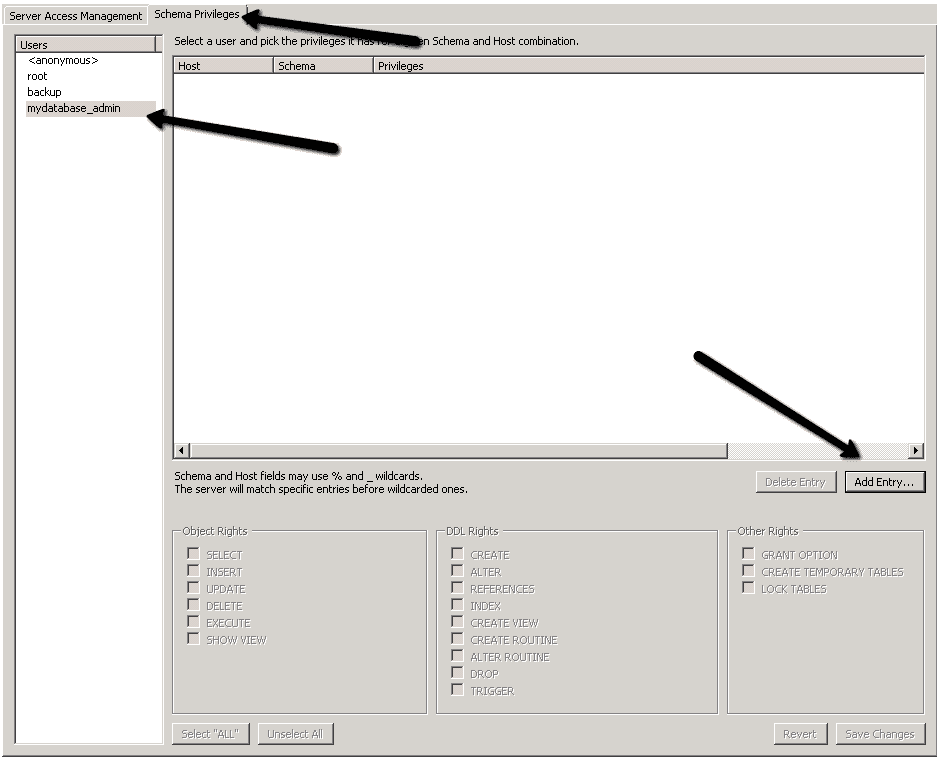 Server Access Management
Schema Privileges
Users
<anonymous>
root
backup
mydatabase_admin
Select a user and pick the privileges it has en Schema and Host combination.
Host Schema Privileges
Schema and Host fields may use % and _ wildcards.
The server will match specific entries before wildcarded ones.
Delete Entry
Add Entry...
Object Rights
SELECT
INSERT
UPDATE
DELETE
EXECUTE
SHOW VIEW
DDL Rights
CREATE
ALTER
REFERENCES
INDEX
CREATE VIEW
CREATE ROUTINE
ALTER ROUTINE
DROP
TRIGGER
Other Rights
GRANT OPTION
CREATE TEMPORARY TABLES
LOCK TABLES
Select "ALL"
Unselect All
Revert
Save Changes